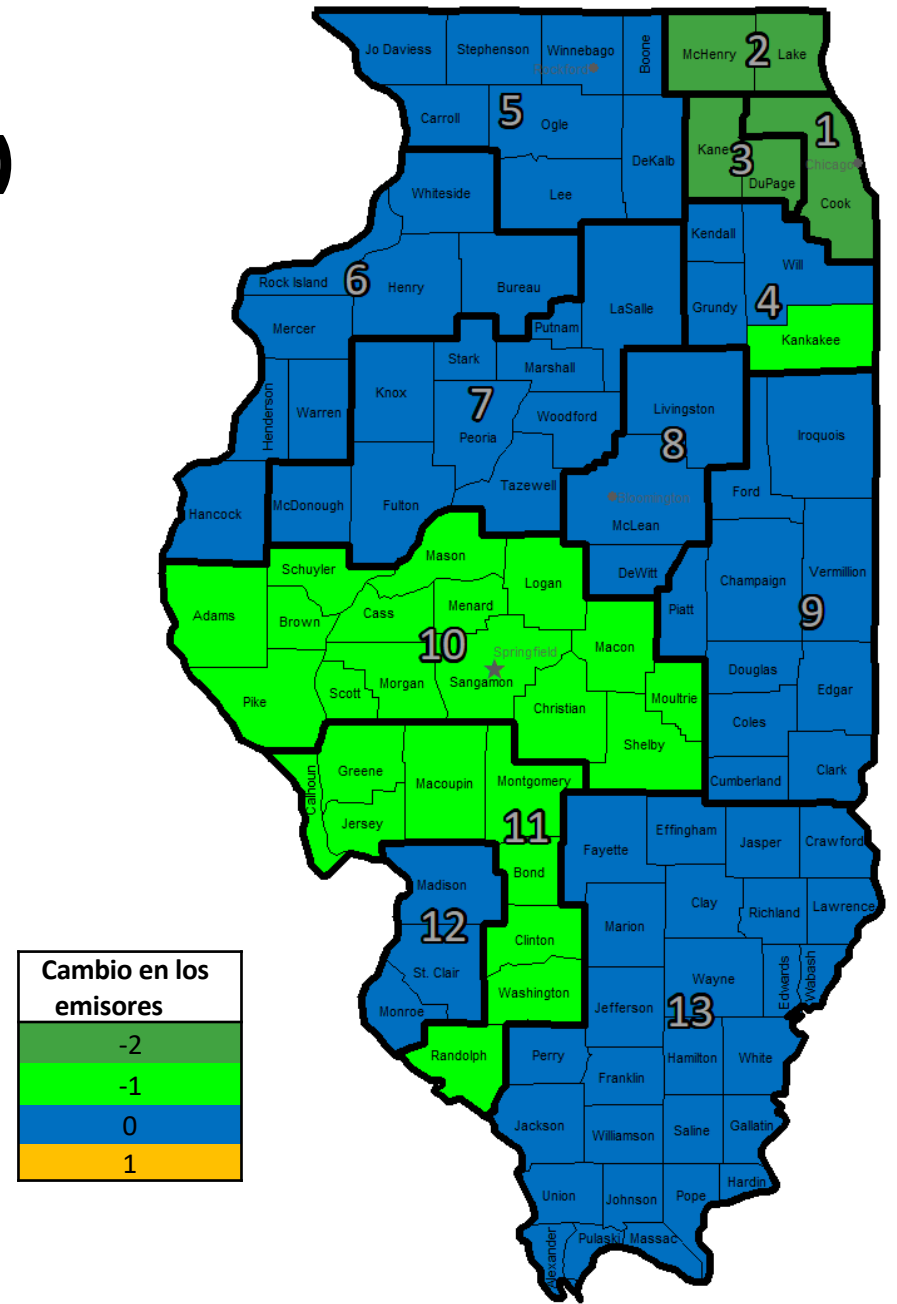 )
Jo Daviess Stephenson Winnebago Boone McHenry 2 Lake
Rockford
Carroll 5 Ogle DeKalb Kane 3 DuPage 1
Chicago
Cook
Whiteside Lee
Kendall Will
Rock Island 6 Henry Bureau LaSalle Grundy 4
Mercer Putnam Kankakee
Stark Marshall
Henderson Warren Knox 7 Woodford Livingston Iroquois
Peoria 8
Hancock McDonough Fulton Tazewell Bloomington Ford
McLean
Mason
Schuyler Logan DeWitt Champaign Vermillion
Adams Brown Cass Menard Piatt 9
10 Springfield Macon
Pike Scott Morgan Sangamon Moultrie Douglas Edgar
Christian Coles
Shelby
Calhoun Greene Macoupin Montgomery Cumberland Clark
Jersey 11
Fayette Effingham Jasper Crawford
Madison Bond
12 Clinton Marion Clay Richland Lawrence
St. Clair Wayne Edwards Wabash
Monroe Washington Jefferson 13
Randolph Perry Franklin Hamilton White
Jackson Williamson Saline Gallatin
Union Johnson Pope Hardin
Alexander Pulaski Massac
Cambio en los
emisores
-2
-1
0
1